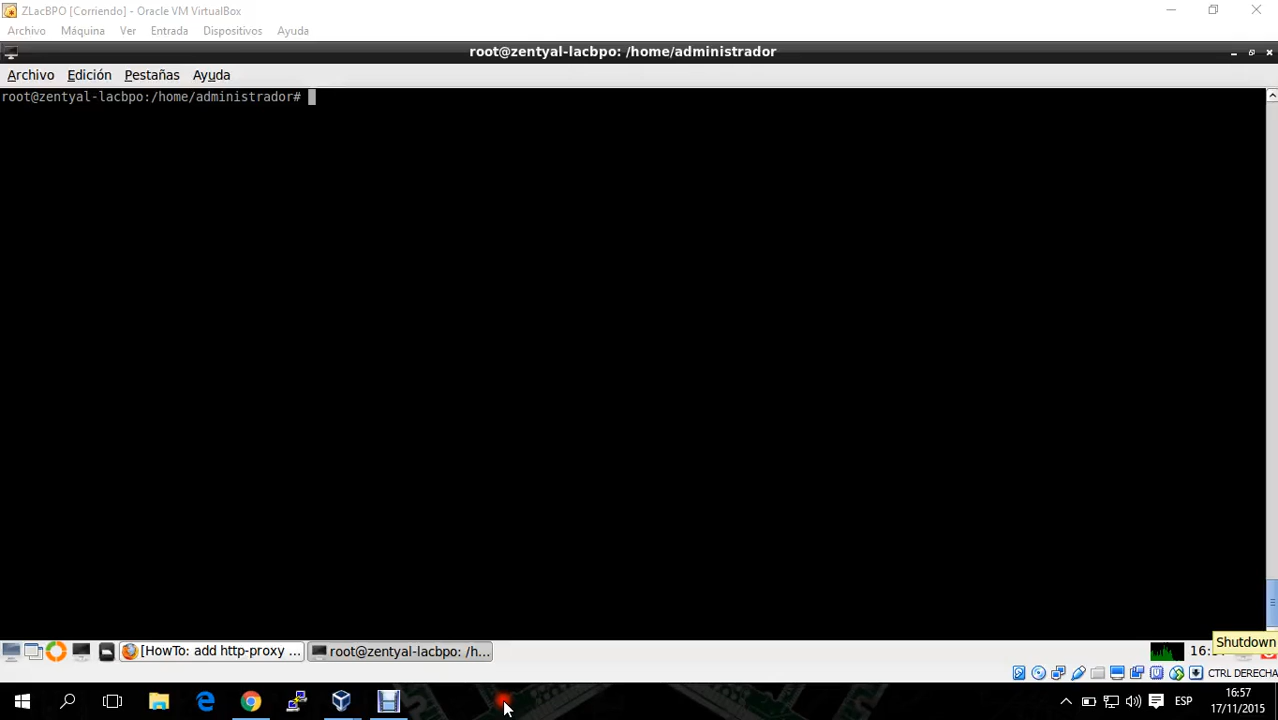 ZLacBPO [Corriendo] - Oracle VM VirtualBox
Archivo Máquina Ver Entrada Dispositivos Ayuda
root@zentyal-lacbpo: /home/administrador
Archivo Edición Pestañas Ayuda
root@zentyal-lacbpo:/home/administrador#
Shutdown
[HowTo: add http-proxy ... root@zentyal-lacbpo: /h...
CTRL DERECHA
ESP
16:57
17/11/2015